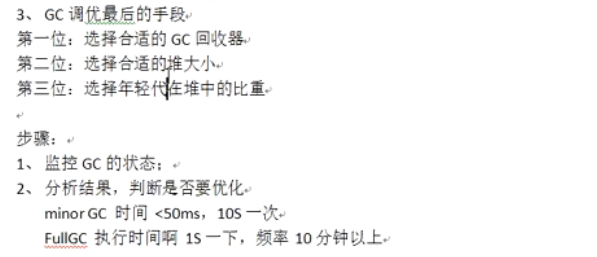 3、 GC 调优最后的手段
第一位：选择合适的 GC 回收器
第二位：选择合适的堆大小
第三位：选择年轻代在堆中的比重
步骤：
1、 监控 GC 的状态；
2、 分析结果，判断是否要优化
minor GC 时间 <50ms，10S 一次
FullGC 执行时间啊 1S 一下，频率 10 分钟以上